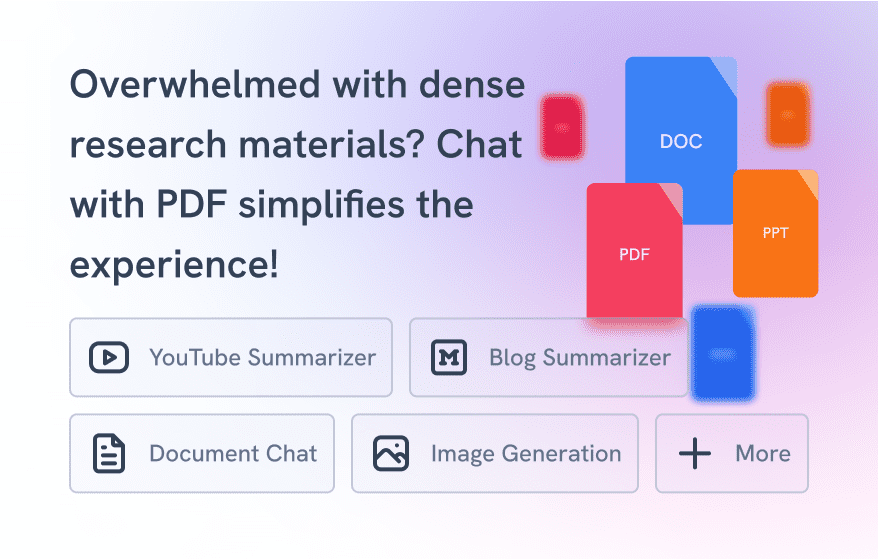 Overwhelmed with dense
research materials? Chat
with PDF simplifies the
experience!
DOC
PDF
PPT
YouTube Summarizer
Blog Summarizer
Document Chat
Image Generation
More